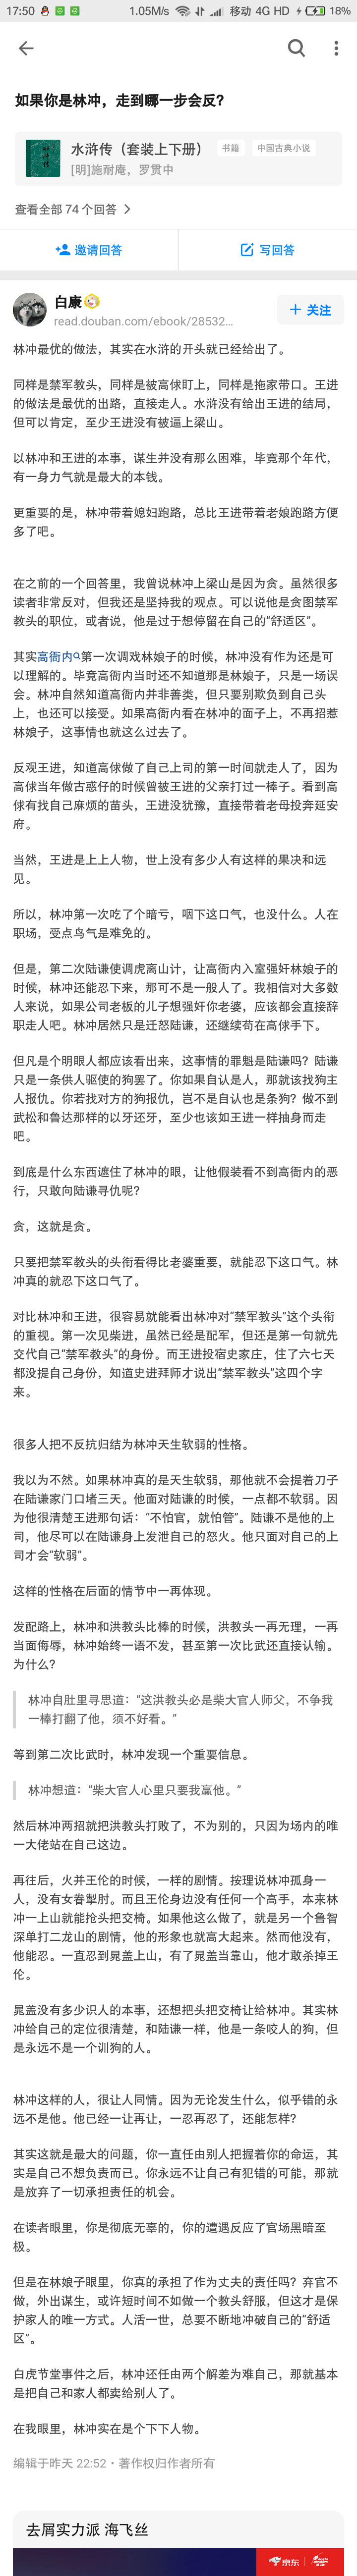 17:50
1.05M/s 移动 4G HD 18%
如果你是林冲，走到哪一步会反？
水浒传（套装上下册） 书籍 中国古典小说
[明]施耐庵，罗贯中
查看全部 74 个回答
邀请回答 写回答
白康
read.douban.com/ebook/28532...
关注
林冲最优的做法，其实在水浒的开头就已经给出了。
同样是禁军教头，同样是被高俅盯上，同样是拖家带口。王进
的做法是最优的出路，直接走人。水浒没有给出王进的结局，
但可以肯定，至少王进没有被逼上梁山。
以林冲和王进的本事，谋生并没有那么困难，毕竟那个年代，
有一身力气就是最大的本钱。
更重要的是，林冲带着媳妇跑路，总比王进带着老娘跑路方便
多了吧。
在之前的一个回答里，我曾说林冲上梁山是因为贪。虽然很多
读者非常反对，但我还是坚持我的观点。可以说他是贪图禁军
教头的职位，或者说，他是过于想停留在自己的“舒适区”。
其实高衙内第一次调戏林娘子的时候，林冲没有作为还是可
以理解的。毕竟高衙内当时还不知道那是林娘子，只是一场误
会。林冲自然知道高衙内并非善类，但只要别欺负到自己头
上，也还可以接受。如果高衙内看在林冲的面子上，不再招惹
林娘子，这事情也就这么过去了。
反观王进，知道高俅做了自己上司的第一时间就走人了，因为
高俅当年做古惑仔的时候曾被王进的父亲打过一棒子。看到高
俅有找自己麻烦的苗头，王进没犹豫，直接带着老母投奔延安
府。
当然，王进是上上人物，世上没有多少人有这样的果决和远
见。
所以，林冲第一次吃了个暗亏，咽下这口气，也没什么。人在
职场，受点鸟气是难免的。
但是，第二次陆谦使调虎离山计，让高衙内入室强奸林娘子的
时候，林冲还能忍下来，那可不是一般人了。我相信对大多数
人来说，如果公司老板的儿子想强奸你老婆，应该都会直接辞
职走人吧。林冲居然只是迁怒陆谦，还继续苟在高俅手下。
但凡是个明眼人都应该看出来，这事情的罪魁是陆谦吗？陆谦
只是一条供人驱使的狗罢了。你如果自认是人，那就该找狗主
人报仇。你若找对方的狗报仇，岂不是自认也是条狗？做不到
武松和鲁达那样的以牙还牙，至少也该如王进一样抽身而走
吧。
到底是什么东西遮住了林冲的眼，让他假装看不到高衙内的恶
行，只敢向陆谦寻仇呢？
贪，这就是贪。
只要把禁军教头的头衔看得比老婆重要，就能忍下这口气。林
冲真的就忍下这口气了。
对比林冲和王进，很容易就能看出林冲对“禁军教头”这个头衔
的重视。第一次见柴进，虽然已经是配军，但还是第一句就先
交代自己“禁军教头”的身份。而王进投宿史家庄，住了六七天
都没提自己身份，知道史进拜师才说出“禁军教头”这四个字
来。
很多人把不反抗归结为林冲天生软弱的性格。
我以为不然。如果林冲真的是天生软弱，那他就不会提着刀子
在陆谦家门口堵三天。他面对陆谦的时候，一点都不软弱。因
为他很清楚王进那句话：“不怕官，就怕管”。陆谦不是他的上
司，他尽可以在陆谦身上发泄自己的怒火。他只面对自己的上
司才会“软弱”。
这样的性格在后面的情节中一再体现。
发配路上，林冲和洪教头比棒的时候，洪教头一再无理，一再
当面侮辱，林冲始终一语不发，甚至第一次比武还直接认输。
为什么？
林冲自肚里寻思道：“这洪教头必是柴大官人师父，不争我
一棒打翻了他，须不好看。”
等到第二次比武时，林冲发现一个重要信息。
林冲想道：“柴大官人心里只要我赢他。”
然后林冲两招就把洪教头打败了，不为别的，只因为场内的唯
一大佬站在自己这边。
再往后，火并王伦的时候，一样的剧情。按理说林冲孤身一
人，没有女眷掣肘。而且王伦身边没有任何一个高手，本来林
冲一上山就能抢头把交椅。如果他这么做了，就是另一个鲁智
深单打二龙山的剧情，他的形象也就高大起来。然而他没有，
他能忍。一直忍到晁盖上山，有了晁盖当靠山，他才敢杀掉王
伦。
晁盖没有多少识人的本事，还想把头把交椅让给林冲。其实林
冲给自己的定位很清楚，和陆谦一样，他是一条咬人的狗，但
是永远不是一个训狗的人。
林冲这样的人，很让人同情。因为无论发生什么，似乎错的永
远不是他。他已经一让再让，一忍再忍了，还能怎样？
其实这就是最大的问题，你一直任由别人把握着你的命运，其
实是自己不想负责而已。你永远不让自己有犯错的可能，那就
是放弃了一切承担责任的机会。
在读者眼里，你是彻底无辜的，你的遭遇反应了官场黑暗至
极。
但是在林娘子眼里，你真的承担了作为丈夫的责任吗？弃官不
做，外出谋生，或许短时间不如做一个教头舒服，但这才是保
护家人的唯一方式。人活一世，总要不断地冲破自己的“舒适
区”。
白虎节堂事件之后，林冲还任由两个解差为难自己，那就基本
是把自己和家人都卖给别人了。
在我眼里，林冲实在是个下下人物。
编辑于昨天 22:52 · 著作权归作者所有
去屑实力派 海飞丝
京东